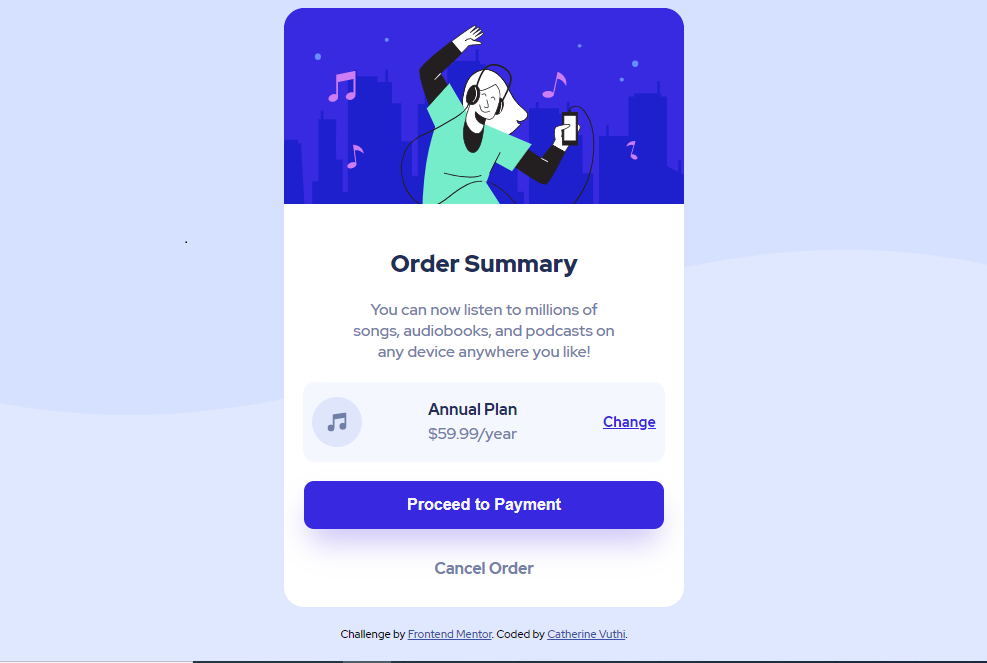 Order Summary
You can now listen to millions of
songs, audiobooks, and podcasts on
any device anywhere you like!
Annual Plan
$59.99/year
Change
Proceed to Payment
Cancel Order
Challenge by Frontend Mentor. Coded by Catherine Vuthi.